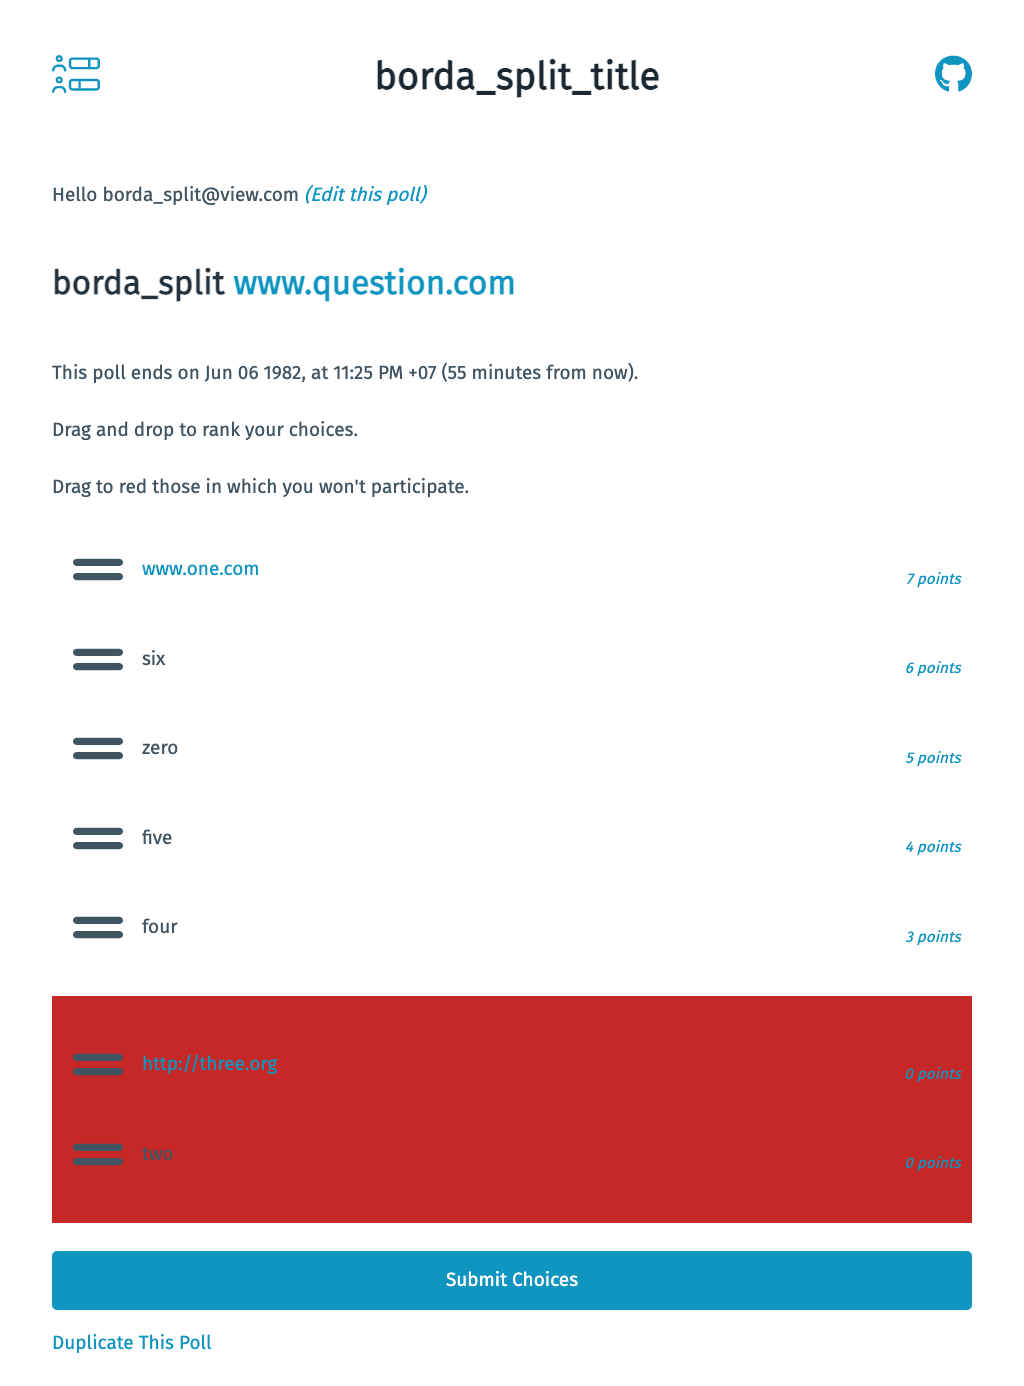 borda_split_title
Hello borda_split@view.com (Edit this poll)
borda_split www.question.com
This poll ends on Jun 06 1982, at 11:25 PM +07 (55 minutes from now).
Drag and drop to rank your choices.
Drag to red those in which you won't participate.
www.one.com
7 points
six
6 points
zero
5 points
five
4 points
four
3 points
http://three.org
0 points
two
0 points
Submit Choices
Duplicate This Poll